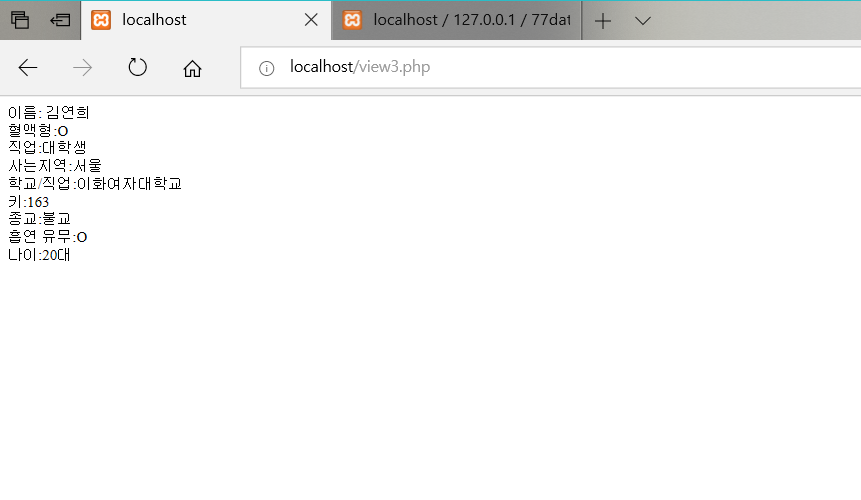 localhost
localhost / 127.0.0.1 / 77dat
localhost/view3.php
이름: 김연희
혈액형:O
직업:대학생
사는지역:서울
학교/직업:이화여자대학교
키:163
종교:불교
흡연 유무:O
나이:20대